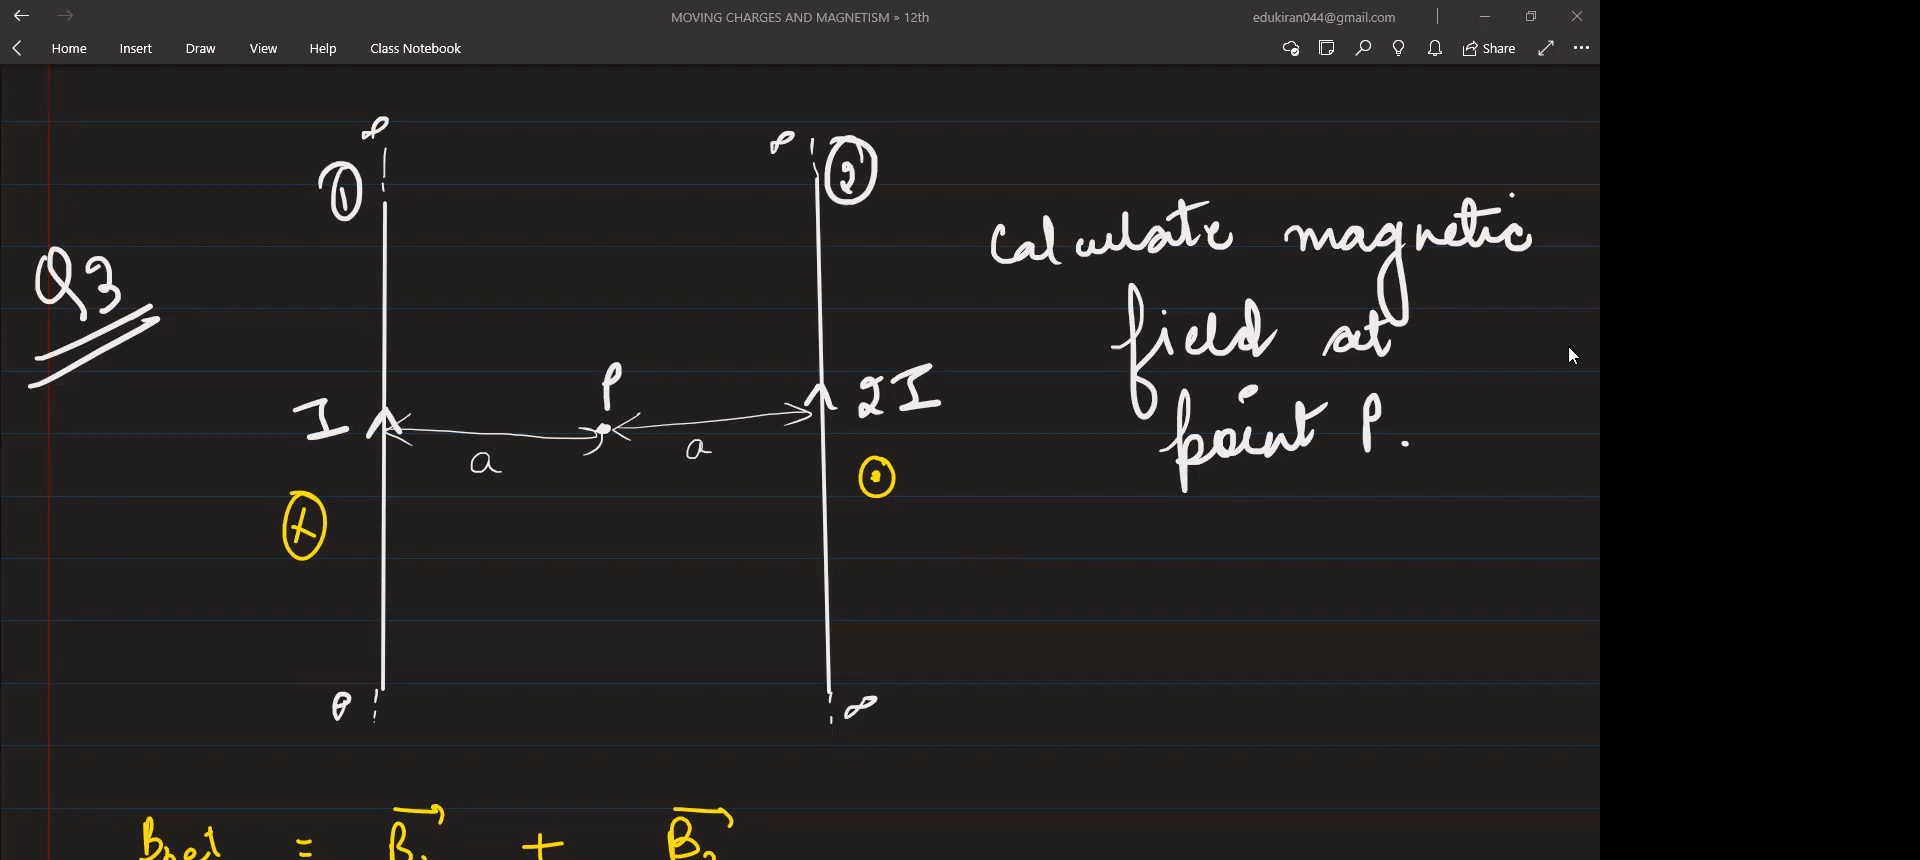 MOVING CHARGES AND MAGNETISM » 12th
edukiran044@gmail.com
Home Insert Draw View Help Class Notebook
Share
∞
∞
1
2
Q3
Calculate magnetic
field at
point P.
P
I
2I
a
a
∞
∞
Bnet = B₁ + B₂